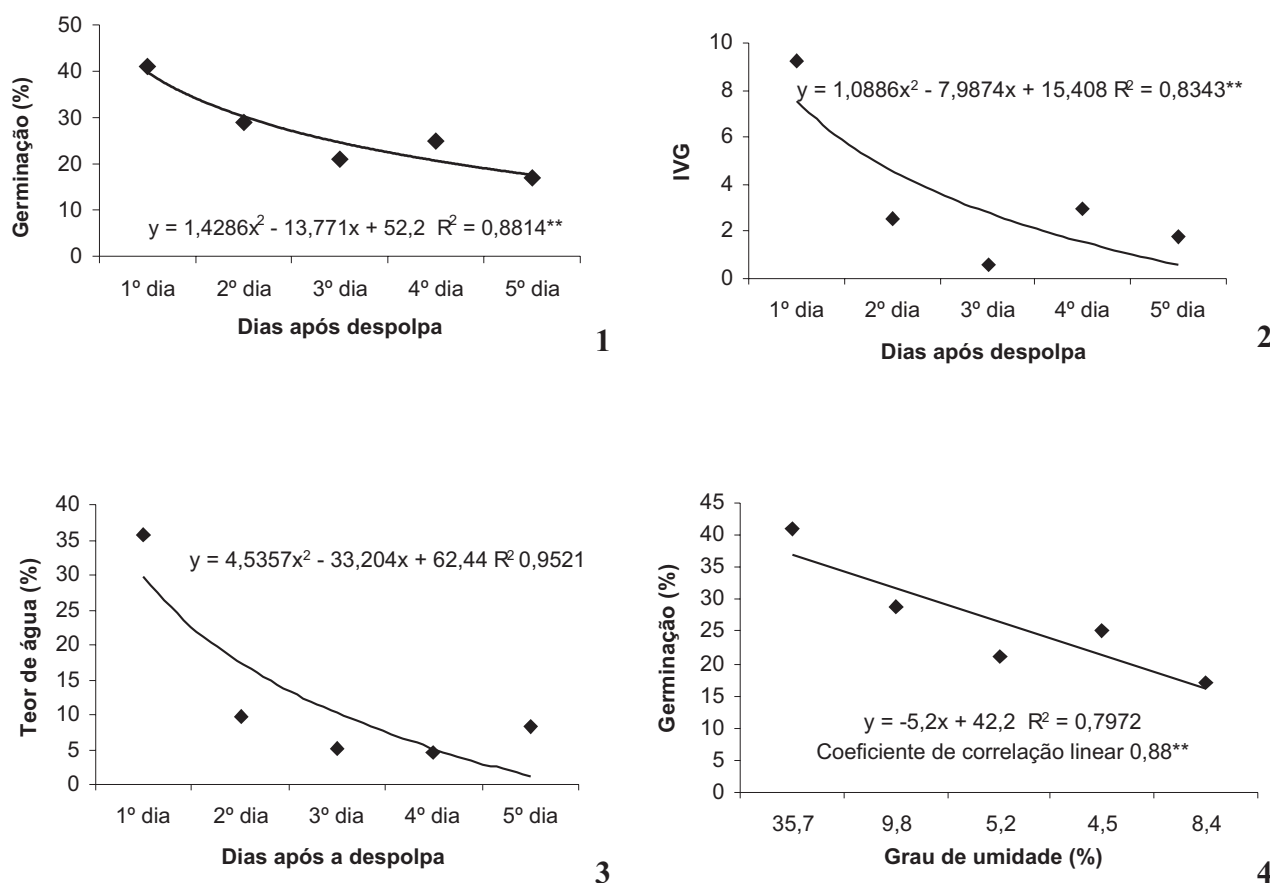 50
40
30
20
10
0
Germinação (%)
y = 1,4286x² - 13,771x + 52,2 R² = 0,8814**
1º dia 2º dia 3º dia 4º dia 5º dia
Dias após despolpa
1
10
8
6
4
2
0
IVG
y = 1,0886x² - 7,9874x + 15,408 R² = 0,8343**
1º dia 2º dia 3º dia 4º dia 5º dia
Dias após despolpa
2
40
35
30
25
20
15
10
5
0
Teor de água (%)
y = 4,5357x² - 33,204x + 62,44 R² 0,9521
1º dia 2º dia 3º dia 4º dia 5º dia
Dias após a despolpa
3
45
40
35
30
25
20
15
10
5
0
Germinação (%)
y = -5,2x + 42,2 R² = 0,7972
Coeficiente de correlação linear 0,88**
35,7 9,8 5,2 4,5 8,4
Grau de umidade (%)
4